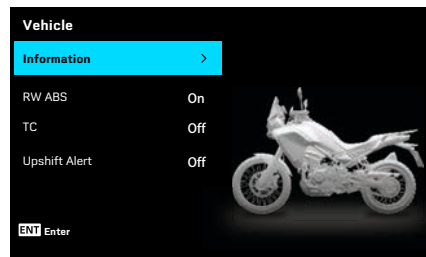 Vehicle
Information >
RW ABS On
TC Off
Upshift Alert Off
ENT Enter